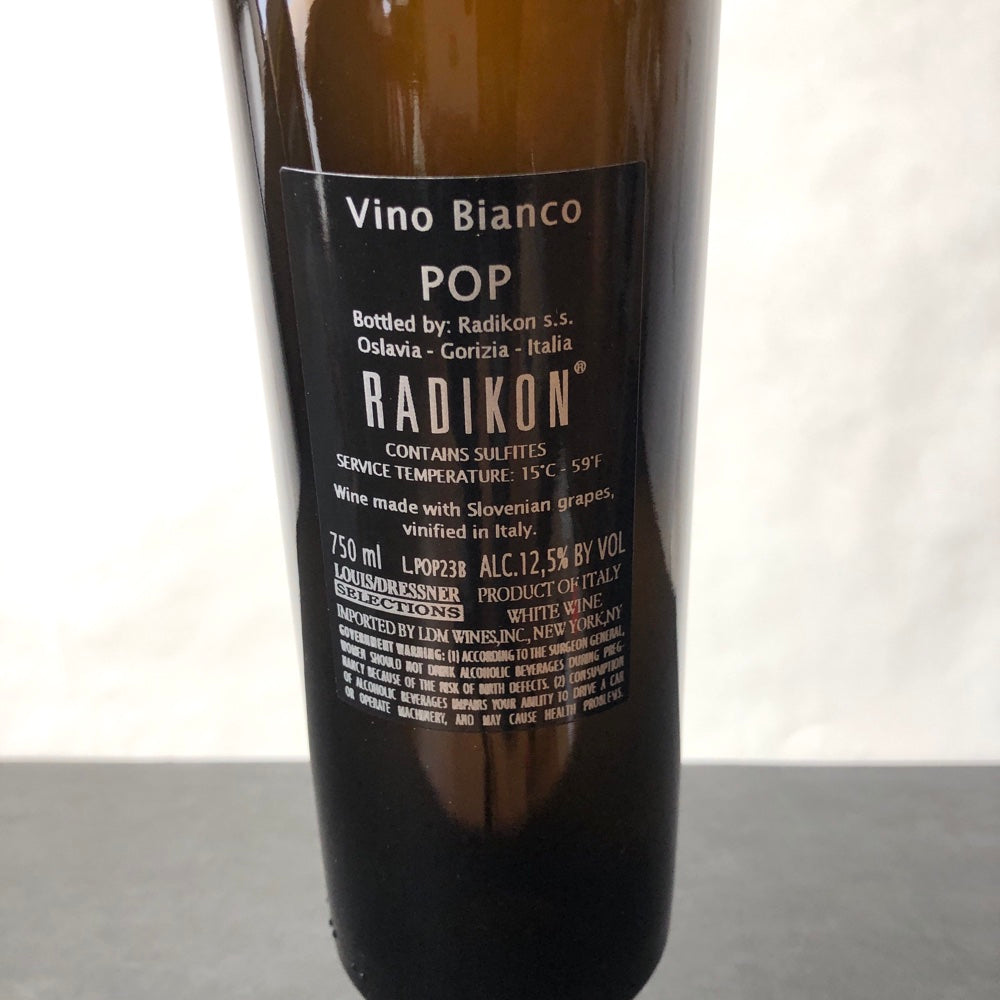 Vino Bianco
POP
Bottled by: Radikon s.s.
Oslavia - Gorizia - Italia
RADIKON®
CONTAINS SULFITES
SERVICE TEMPERATURE: 15°C - 59°F
Wine made with Slovenian grapes,
vinified in Italy.
750 ml L.POP23B ALC.12,5% BY VOL
LOUIS/DRESSNER
SELECTIONS
PRODUCT OF ITALY
WHITE WINE
IMPORTED BY LDM WINES,INC., NEW YORK,NY
GOVERNMENT WARNING: (1) ACCORDING TO THE SURGEON GENERAL,
WOMEN SHOULD NOT DRINK ALCOHOLIC BEVERAGES DURING PREG-
NANCY BECAUSE OF THE RISK OF BIRTH DEFECTS. (2) CONSUMPTION
OF ALCOHOLIC BEVERAGES IMPAIRS YOUR ABILITY TO DRIVE A CAR
OR OPERATE MACHINERY, AND MAY CAUSE HEALTH PROBLEMS.